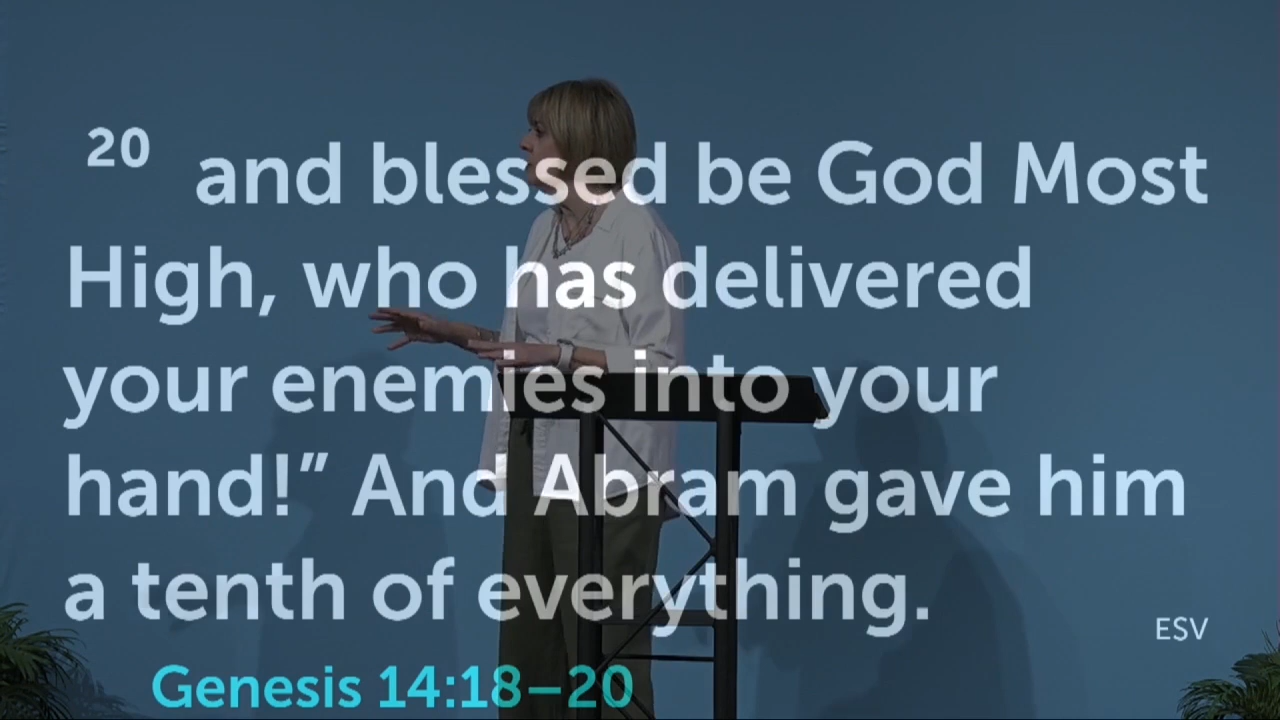 20 and blessed be God Most
High, who has delivered
your enemies into your
hand!” And Abram gave him
a tenth of everything.
ESV
Genesis 14:18–20